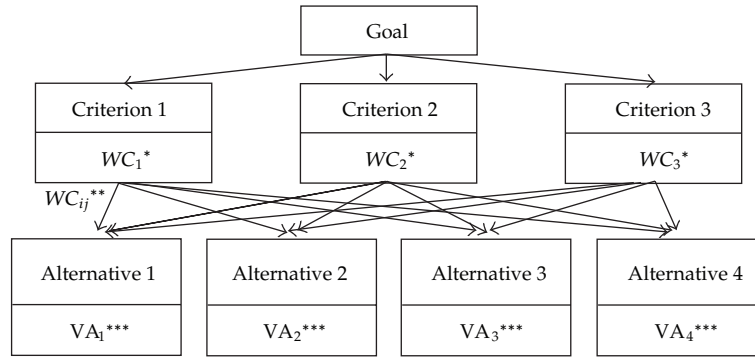 Goal
Criterion 1
Criterion 2
Criterion 3
WC₁*
WC₂*
WC₃*
WCᵢⱼ**
Alternative 1
Alternative 2
Alternative 3
Alternative 4
VA₁***
VA₂***
VA₃***
VA₄***